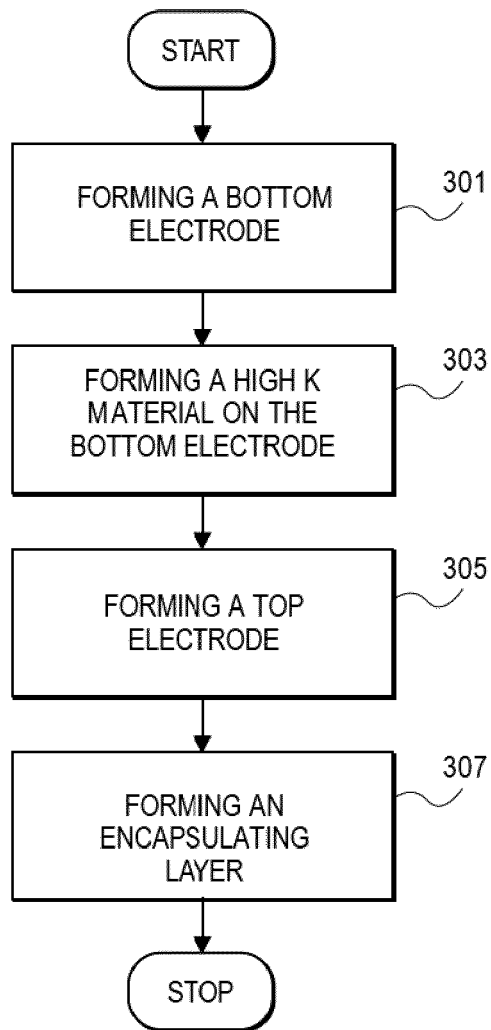 START
FORMING A BOTTOM
ELECTRODE
301
FORMING A HIGH K
MATERIAL ON THE
BOTTOM ELECTRODE
303
FORMING A TOP
ELECTRODE
305
FORMING AN
ENCAPSULATING
LAYER
307
STOP